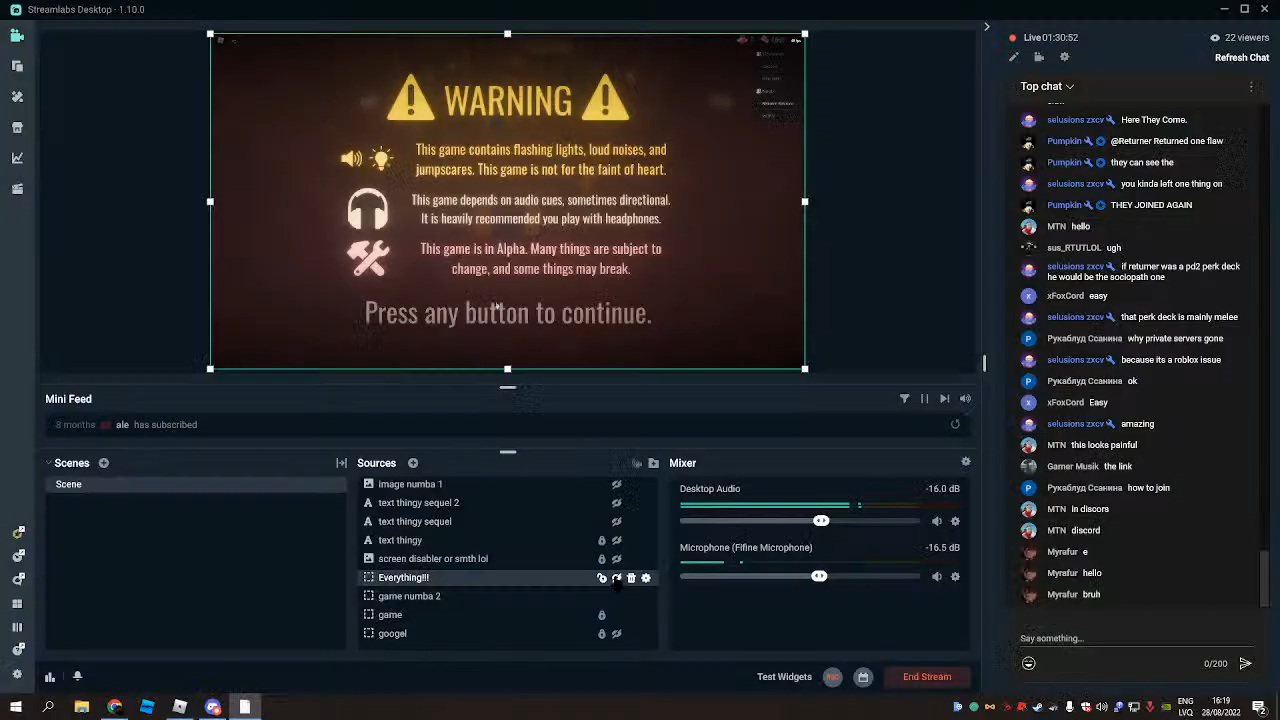 Streamlabs Desktop - 1.10.0
WARNING
This game contains flashing lights, loud noises, and
jumpscares. This game is not for the faint of heart.
This game depends on audio cues, sometimes directional.
It is heavily recommended you play with headphones.
This game is in Alpha. Many things are subject to
change, and some things may break.
Press any button to continue.
Live 01:30:52
22 viewers
Refresh Chat
Top chat
selusions zxcv Here They Come.
Pumpkin @Returner Returner.cource flaw
Pumpkin they can see the
selusions zxcv you kinda left one thing on
Pumpkin THEY JOINED AGAIN
MTN hello
sus_RTUTLOL ugh
selusions zxcv if returner was a pd2 perk deck
he would be the sociopath one
xFoxCord easy
selusions zxcv that perk deck is mainly melee
Рукаблуд Ссанина why private servers gone
selusions zxcv because its a roblox issue
Рукаблуд Ссанина ok
xFoxCord Easy
selusions zxcv amazing
MTN this looks painful
Gamer Musik the link
Рукаблуд Ссанина how to join
MTN in discors
MTN discord
Myrafur e
Myrafur hello
Myrafur bruh
Say something...
0/200
Mini Feed
8 months ale has subscribed
Scenes
Scene
Sources
image numba 1
text thingy sequel 2
text thingy sequel
text thingy
screen disabler or smth lol
Everything!!!
game numba 2
game
googel
Mixer
Desktop Audio -16.0 dB
Microphone (Fifine Microphone) -16.5 dB
Test Widgets
REC
End Stream
ENG
LVQ
16:19
28/08/2022